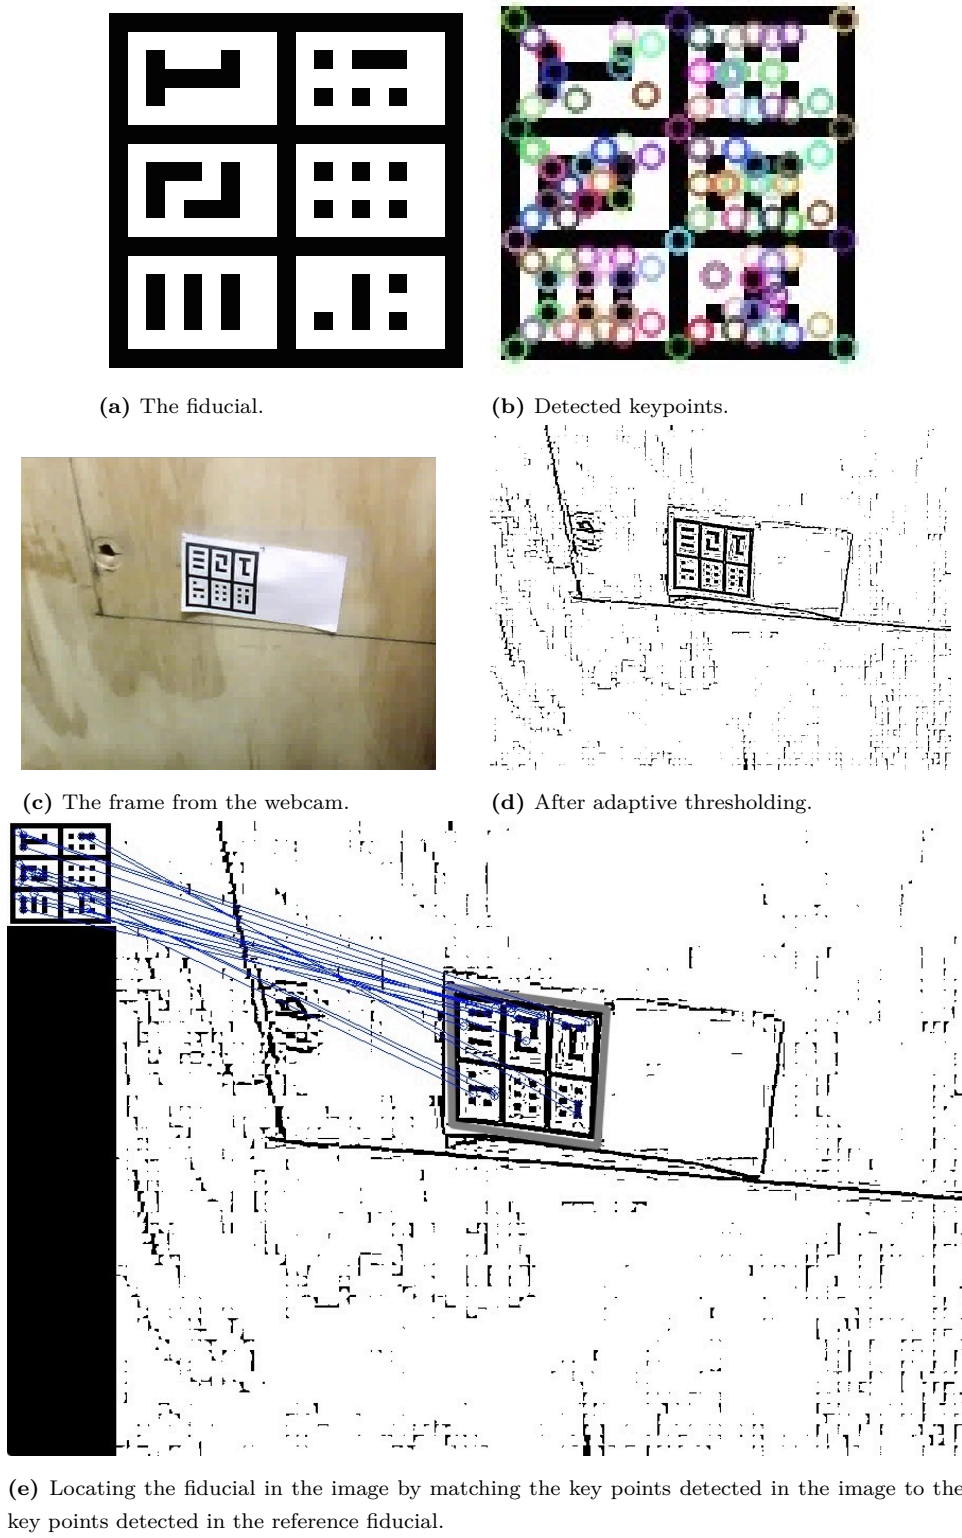 (a) The fiducial.
(b) Detected keypoints.
(c) The frame from the webcam.
(d) After adaptive thresholding.
(e) Locating the fiducial in the image by matching the key points detected in the image to the
key points detected in the reference fiducial.